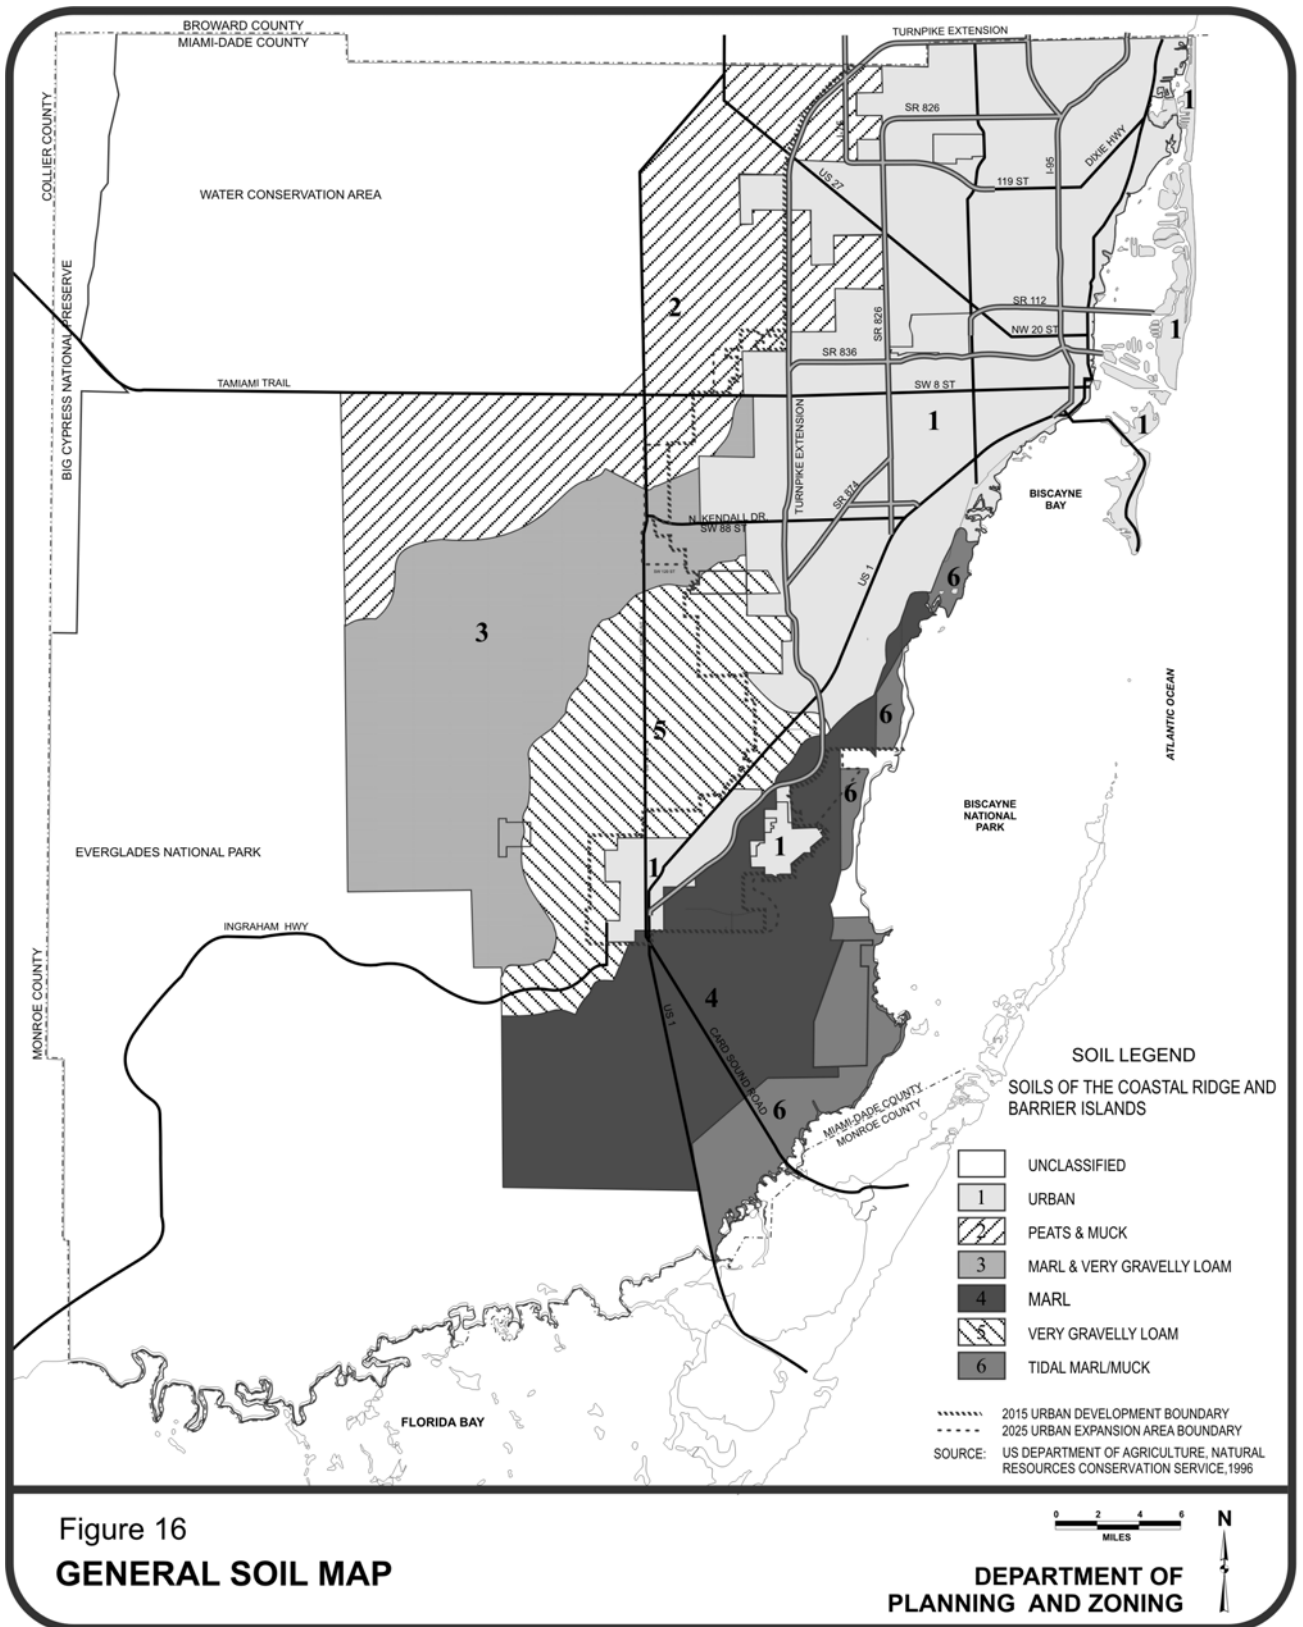 BROWARD COUNTY
MIAMI-DADE COUNTY
TURNPIKE EXTENSION
COLLIER COUNTY
SR 826
1
I-75
I-95
DIXIE HWY
US 27
119 ST
WATER CONSERVATION AREA
BIG CYPRESS NATIONAL PRESERVE
2
SR 826
SR 112
NW 20 ST
1
SR 836
TAMIAMI TRAIL
SW 8 ST
1
1
TURNPIKE EXTENSION
SR 874
BISCAYNE
BAY
N. KENDALL DR.
SW 88 ST
US 1
6
3
ATLANTIC OCEAN
6
5
6
BISCAYNE
NATIONAL
PARK
EVERGLADES NATIONAL PARK
1
1
INGRAHAM HWY
MONROE COUNTY
4
US 1
CARD SOUND ROAD
6
MIAMI-DADE COUNTY
MONROE COUNTY
SOIL LEGEND
SOILS OF THE COASTAL RIDGE AND
BARRIER ISLANDS
UNCLASSIFIED
1 URBAN
2 PEATS & MUCK
3 MARL & VERY GRAVELLY LOAM
4 MARL
5 VERY GRAVELLY LOAM
6 TIDAL MARL/MUCK
FLORIDA BAY
2015 URBAN DEVELOPMENT BOUNDARY
2025 URBAN EXPANSION AREA BOUNDARY
SOURCE: US DEPARTMENT OF AGRICULTURE, NATURAL
RESOURCES CONSERVATION SERVICE,1996
Figure 16
GENERAL SOIL MAP
0 2 4 6
MILES
N
DEPARTMENT OF
PLANNING AND ZONING